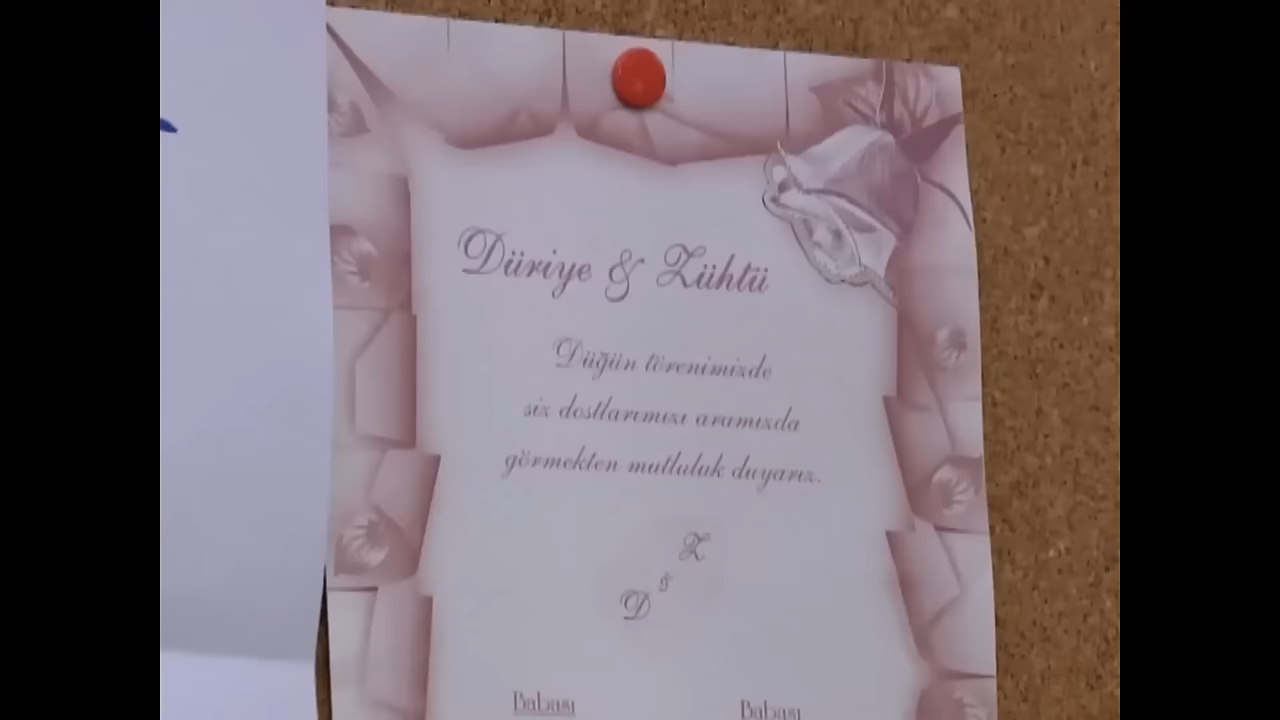 Düriye & Zühtü
Düğün törenimizde
siz dostlarımızı aramızda
görmekten mutluluk duyarız.
Z
&
D
Babası Babası